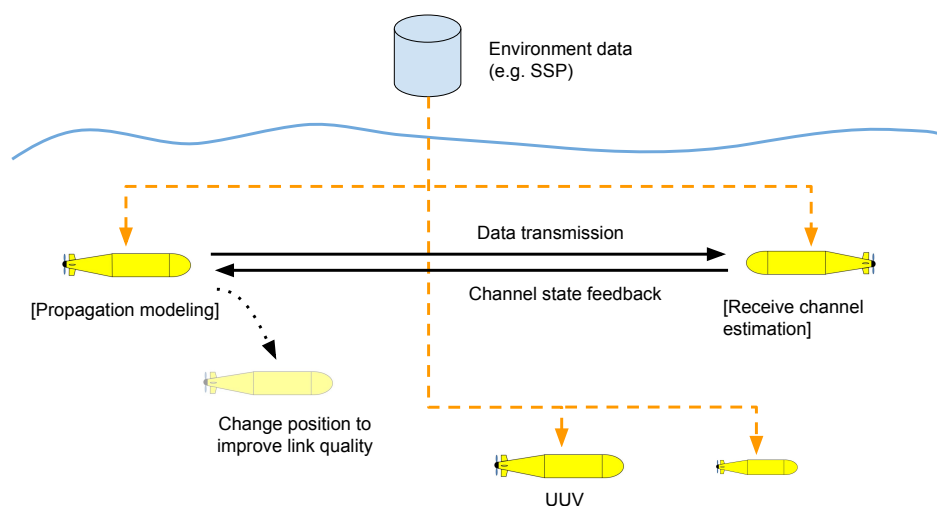 Environment data
(e.g. SSP)
Data transmission
Channel state feedback
[Propagation modeling]
[Receive channel
estimation]
Change position to
improve link quality
UUV